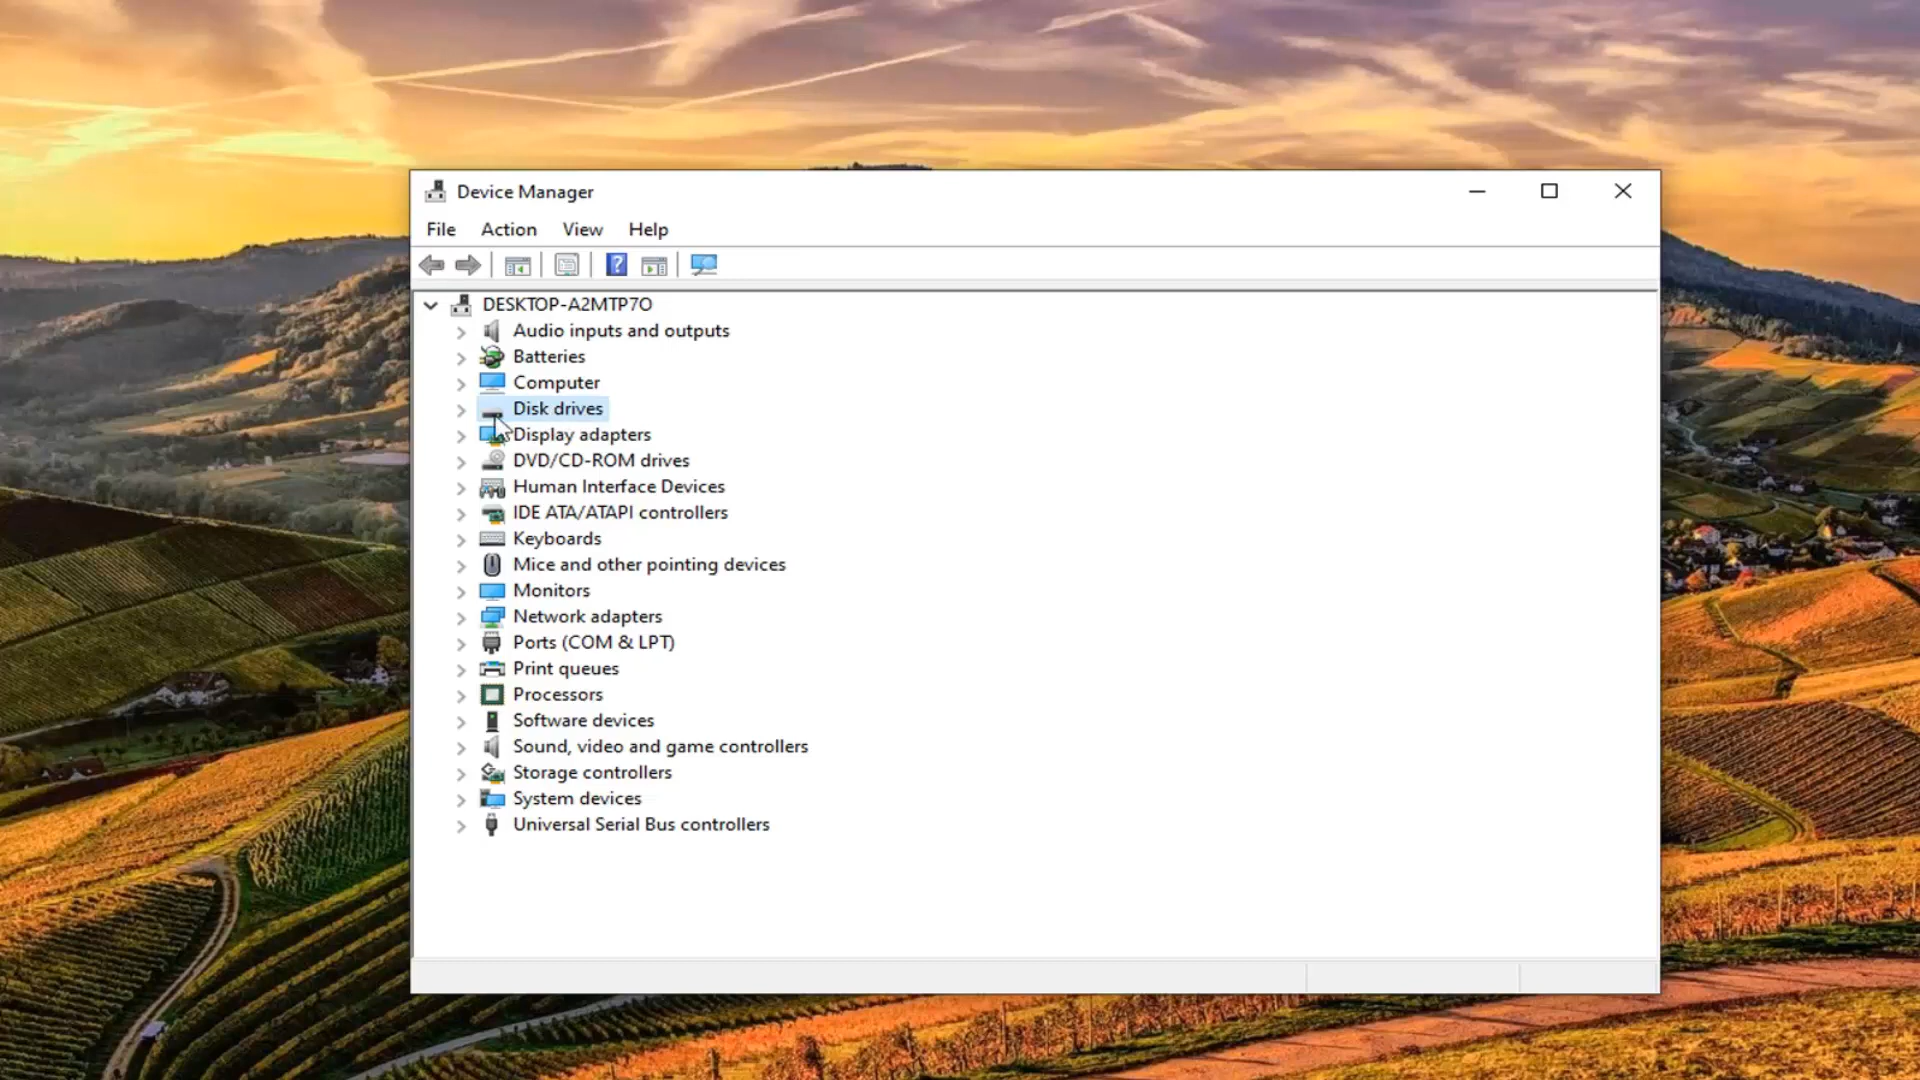 Device Manager
File Action View Help
?
DESKTOP-A2MTP7O
Audio inputs and outputs
Batteries
Computer
Disk drives
Display adapters
DVD/CD-ROM drives
Human Interface Devices
IDE ATA/ATAPI controllers
Keyboards
Mice and other pointing devices
Monitors
Network adapters
Ports (COM & LPT)
Print queues
Processors
Software devices
Sound, video and game controllers
Storage controllers
System devices
Universal Serial Bus controllers